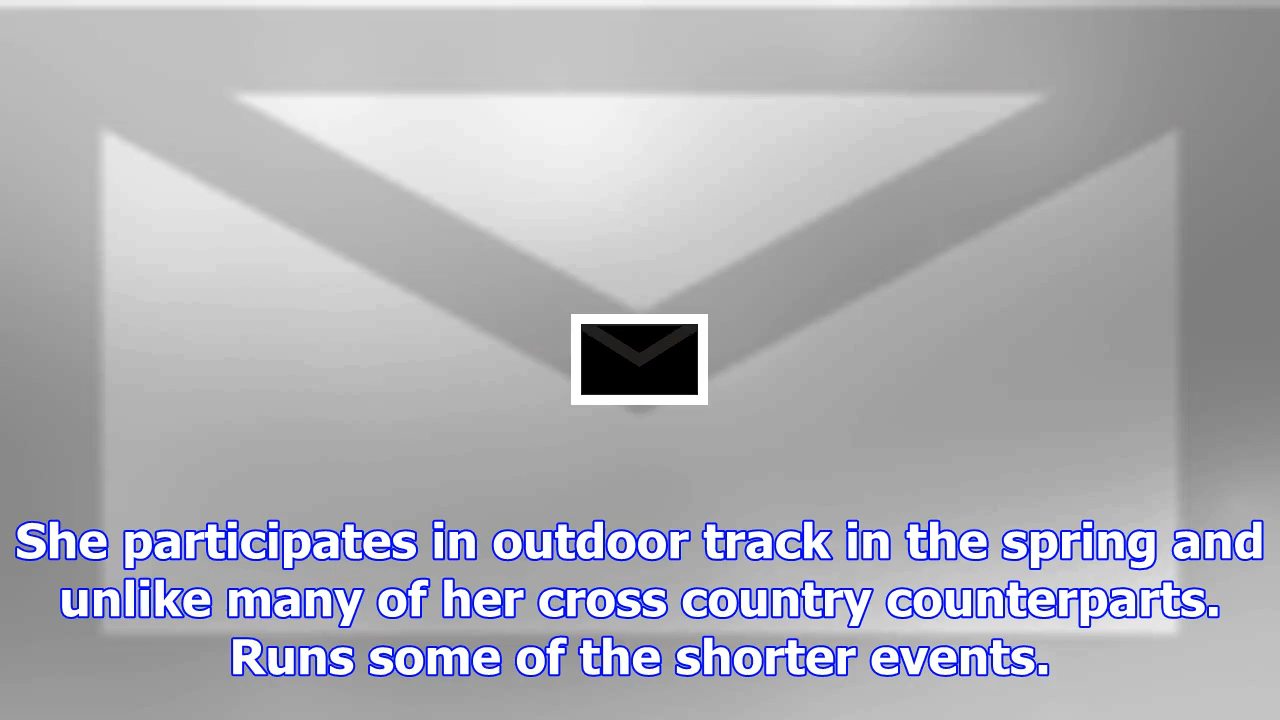 She participates in outdoor track in the spring and
unlike many of her cross country counterparts.
Runs some of the shorter events.